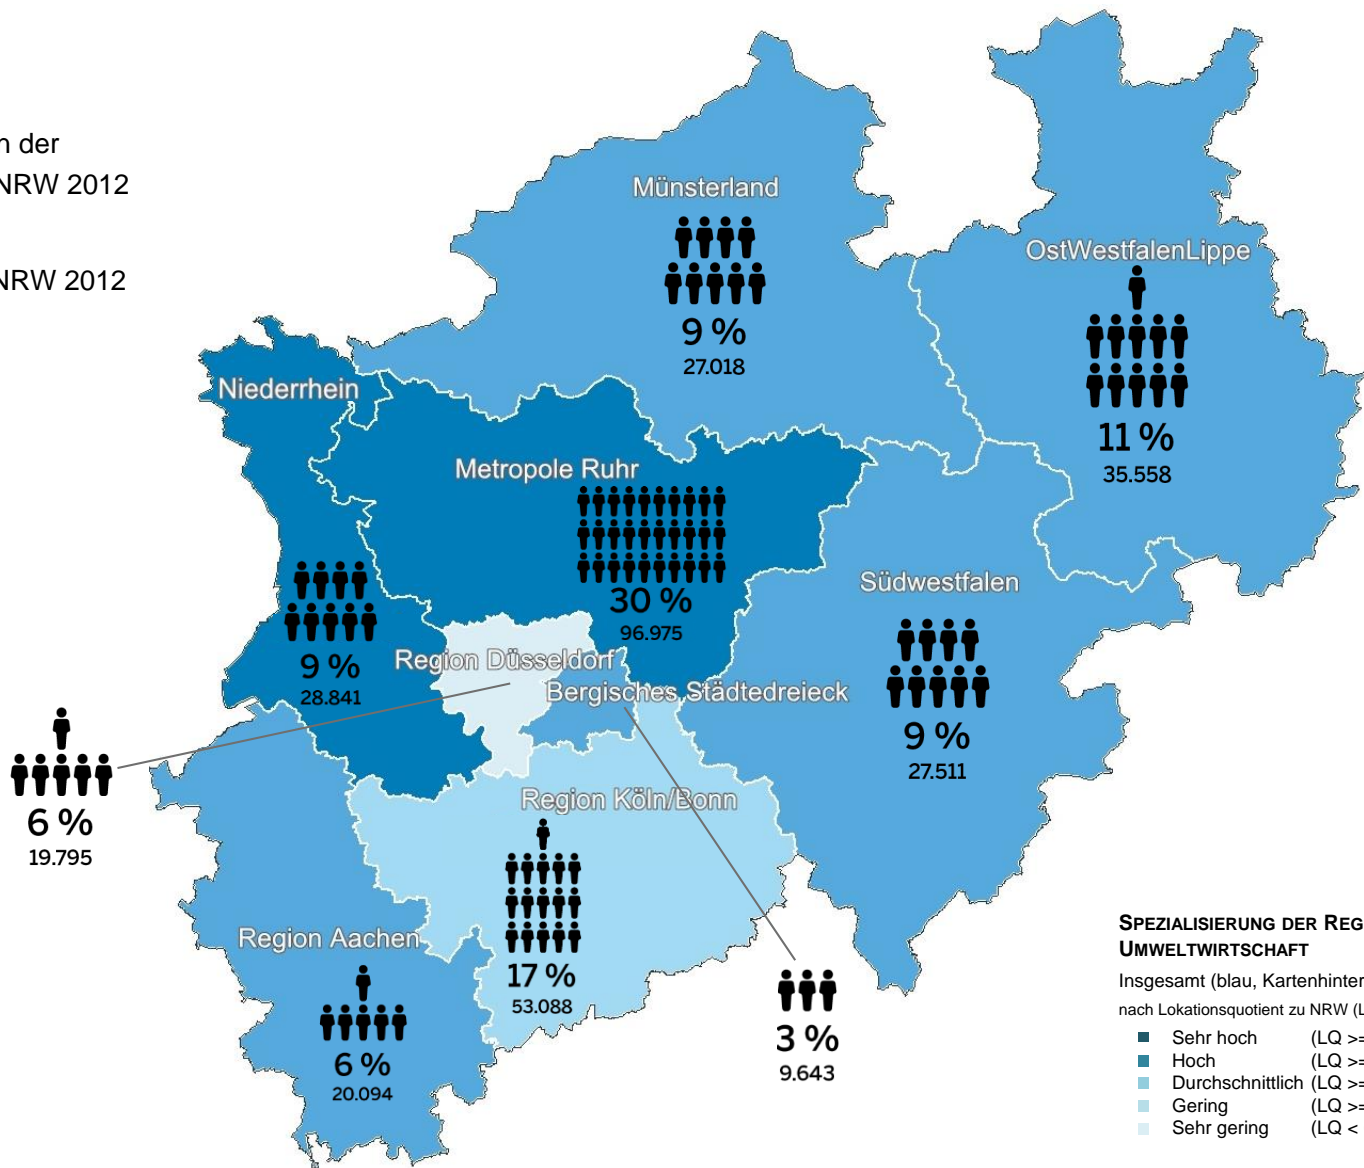 n der
NRW 2012
NRW 2012
Münsterland
9 %
27.018
OstWestfalenLippe
11 %
35.558
Niederrhein
9 %
28.841
Metropole Ruhr
30 %
96.975
Südwestfalen
9 %
27.511
Region Düsseldorf
6 %
19.795
Bergisches Städtedreieck
3 %
9.643
Region Köln/Bonn
17 %
53.088
Region Aachen
6 %
20.094
SPEZIALISIERUNG DER REG
UMWELTWIRTSCHAFT
Insgesamt (blau, Kartenhinter
nach Lokationsquotient zu NRW (L
Sehr hoch (LQ >=
Hoch (LQ >=
Durchschnittlich (LQ >=
Gering (LQ >=
Sehr gering (LQ <